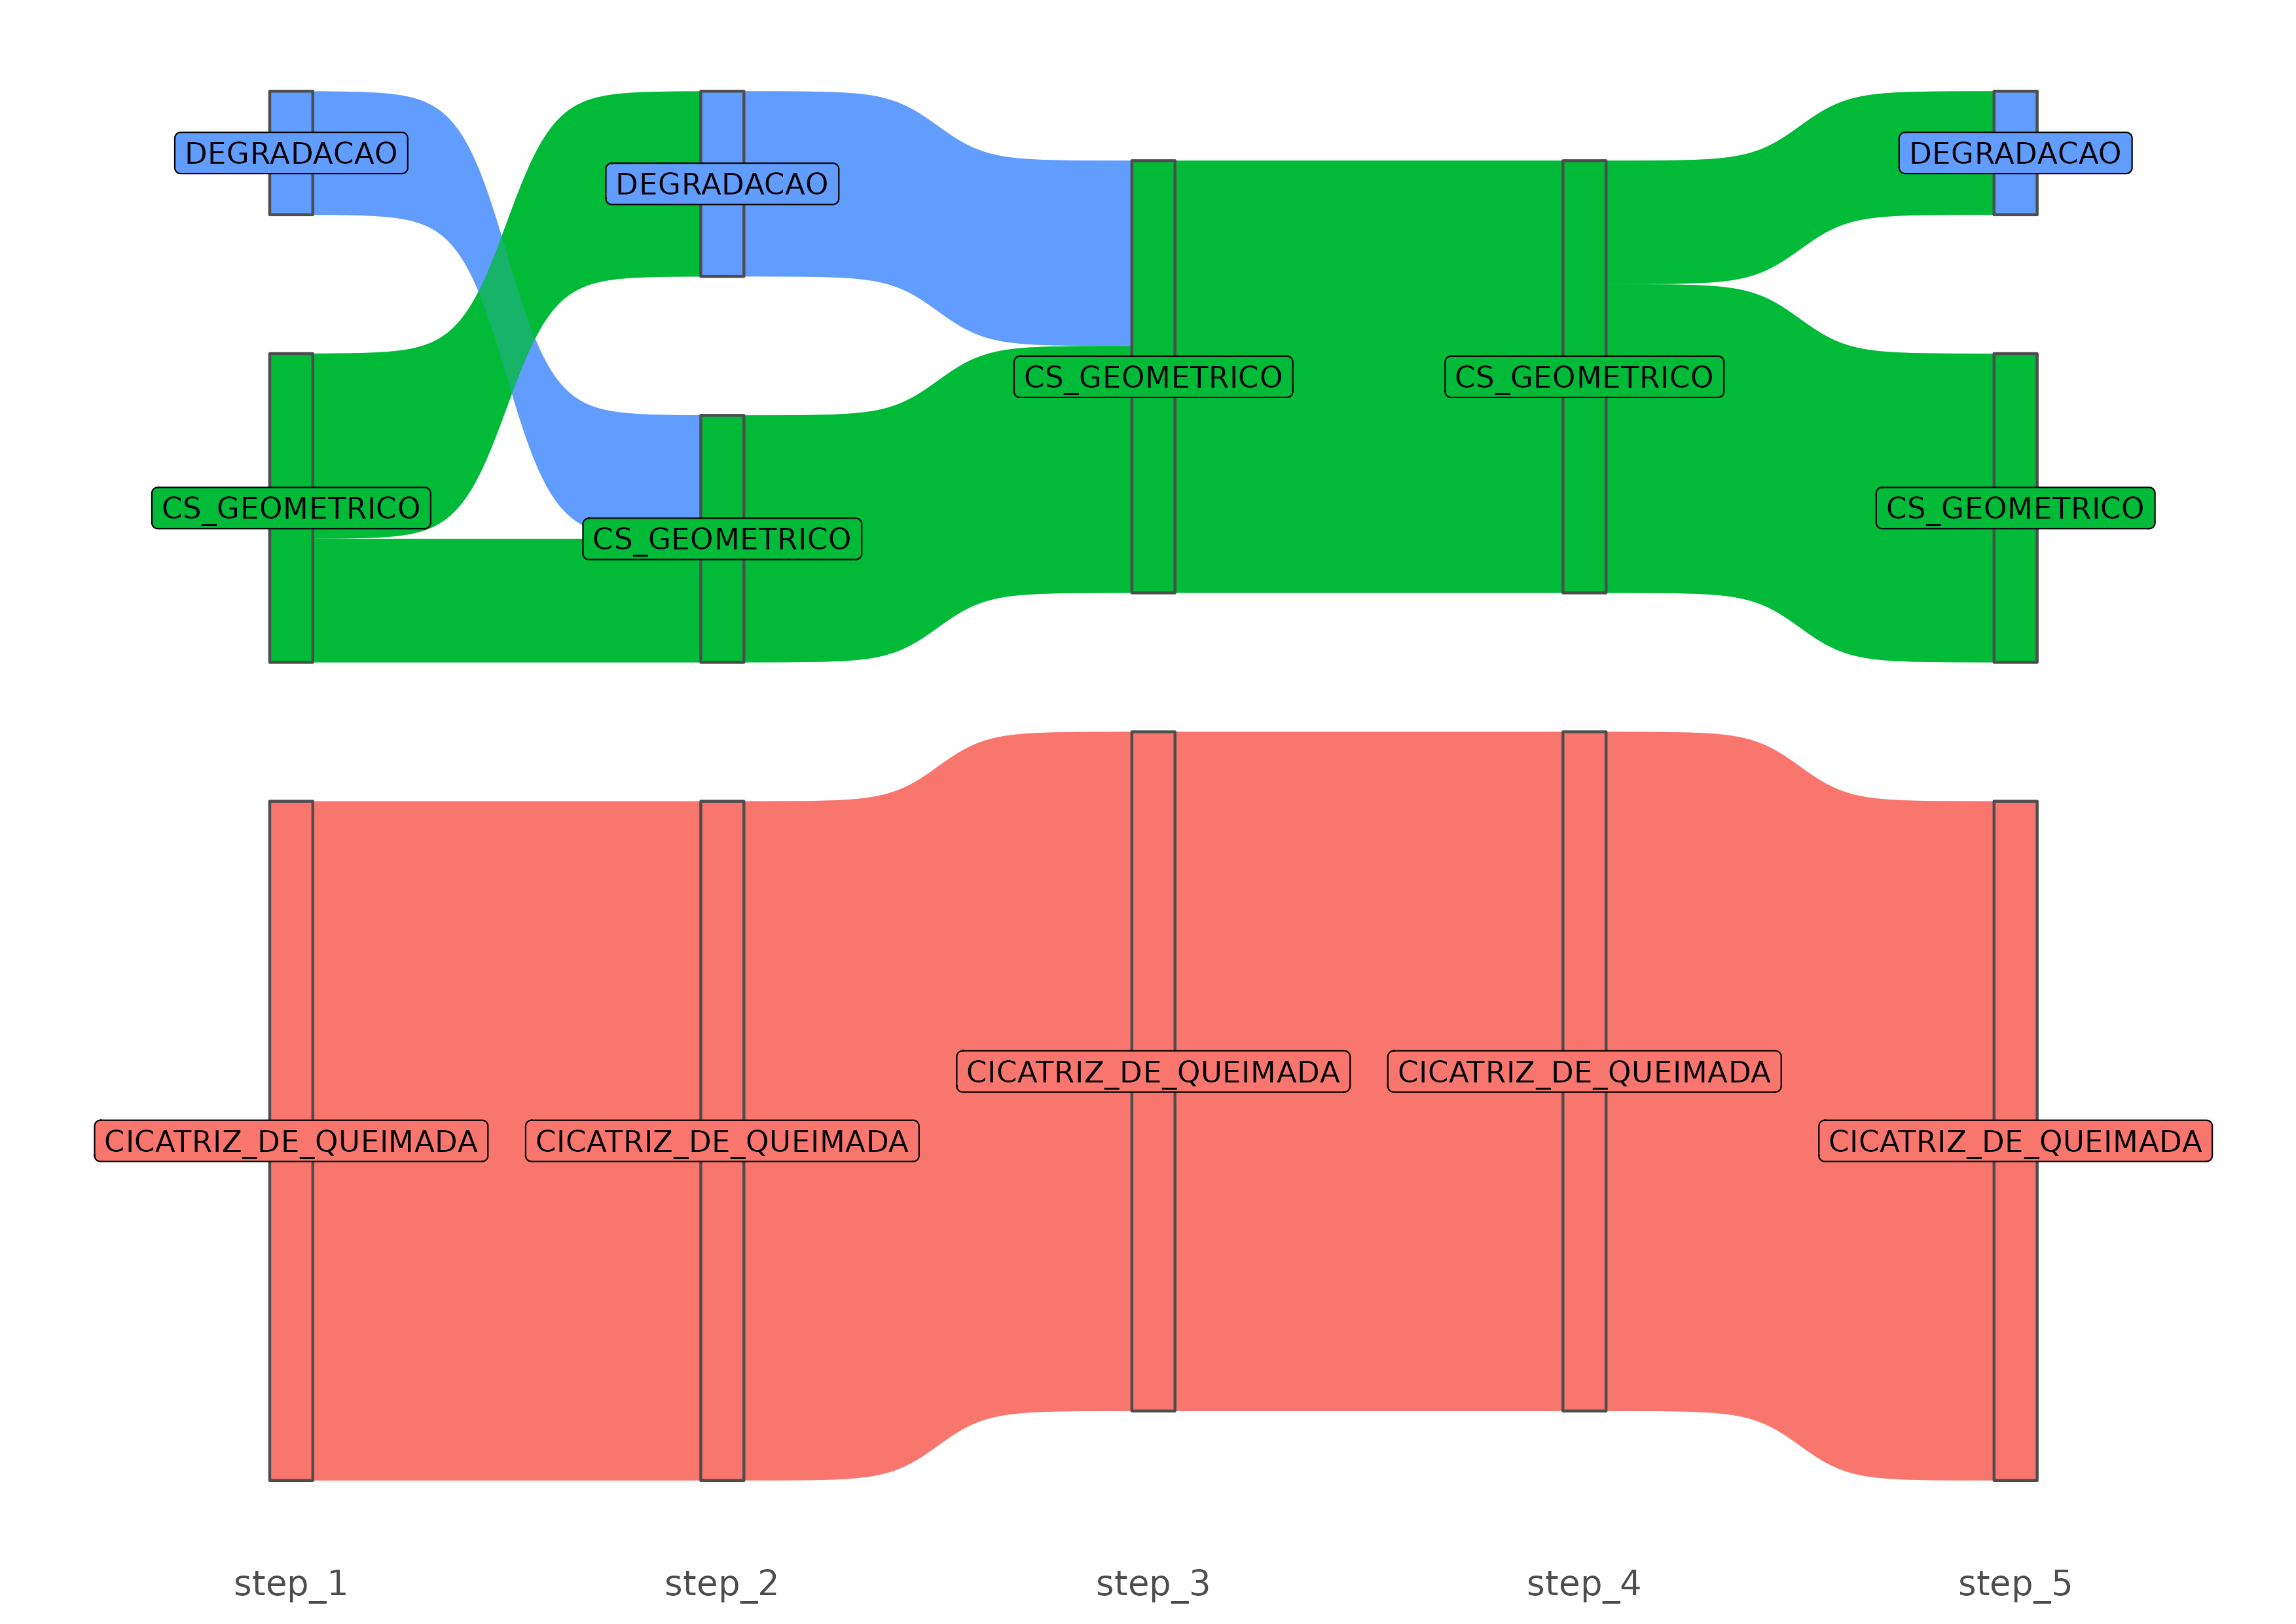 DEGRADACAO
DEGRADACAO
DEGRADACAO
CS_GEOMETRICO
CS_GEOMETRICO
CS_GEOMETRICO
CS_GEOMETRICO
CS_GEOMETRICO
CICATRIZ_DE_QUEIMADA
CICATRIZ_DE_QUEIMADA
CICATRIZ_DE_QUEIMADA
CICATRIZ_DE_QUEIMADA
CICATRIZ_DE_QUEIMADA
step_1
step_2
step_3
step_4
step_5